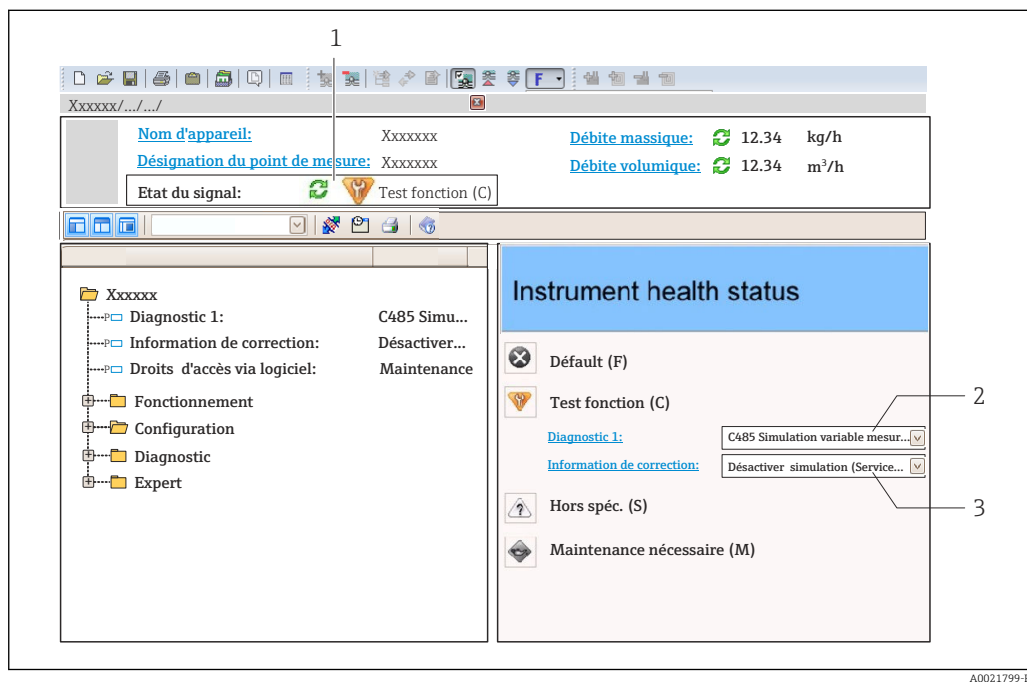 1
F
Xxxxxx/.../.../
Nom d'appareil: Xxxxxxx Débite massique: 12.34 kg/h
Désignation du point de mesure: Xxxxxxx Débite volumique: 12.34 m³/h
Etat du signal: Test fonction (C)
Xxxxxx
P Diagnostic 1: C485 Simu...
P Information de correction: Désactiver...
P Droits d'accès via logiciel: Maintenance
Fonctionnement
Configuration
Diagnostic
Expert
Instrument health status
Défault (F)
Test fonction (C)
2
Diagnostic 1: C485 Simulation variable mesur...
Information de correction: Désactiver simulation (Service...
Hors spéc. (S)
3
Maintenance nécessaire (M)